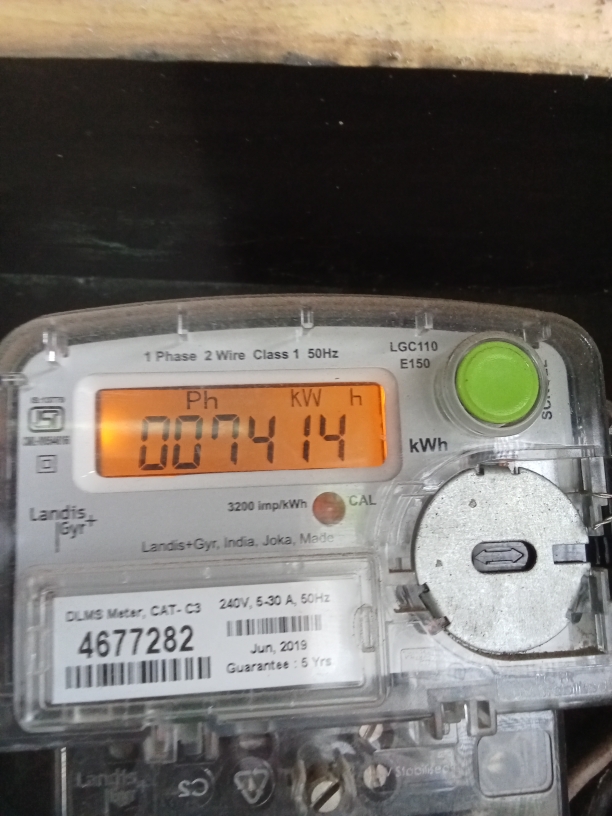 1 Phase 2 Wire Class 1 50Hz
LGC110
E150
Ph kW h
007414
kWh
3200 imp/kWh CAL
Landis
Gyr+
Landis+Gyr, India, Joka, Made
DLMS Meter, CAT- C3 240V, 5-30 A, 50Hz
4677282
Jun, 2019
Guarantee : 5 Yrs
Landis
Gyr